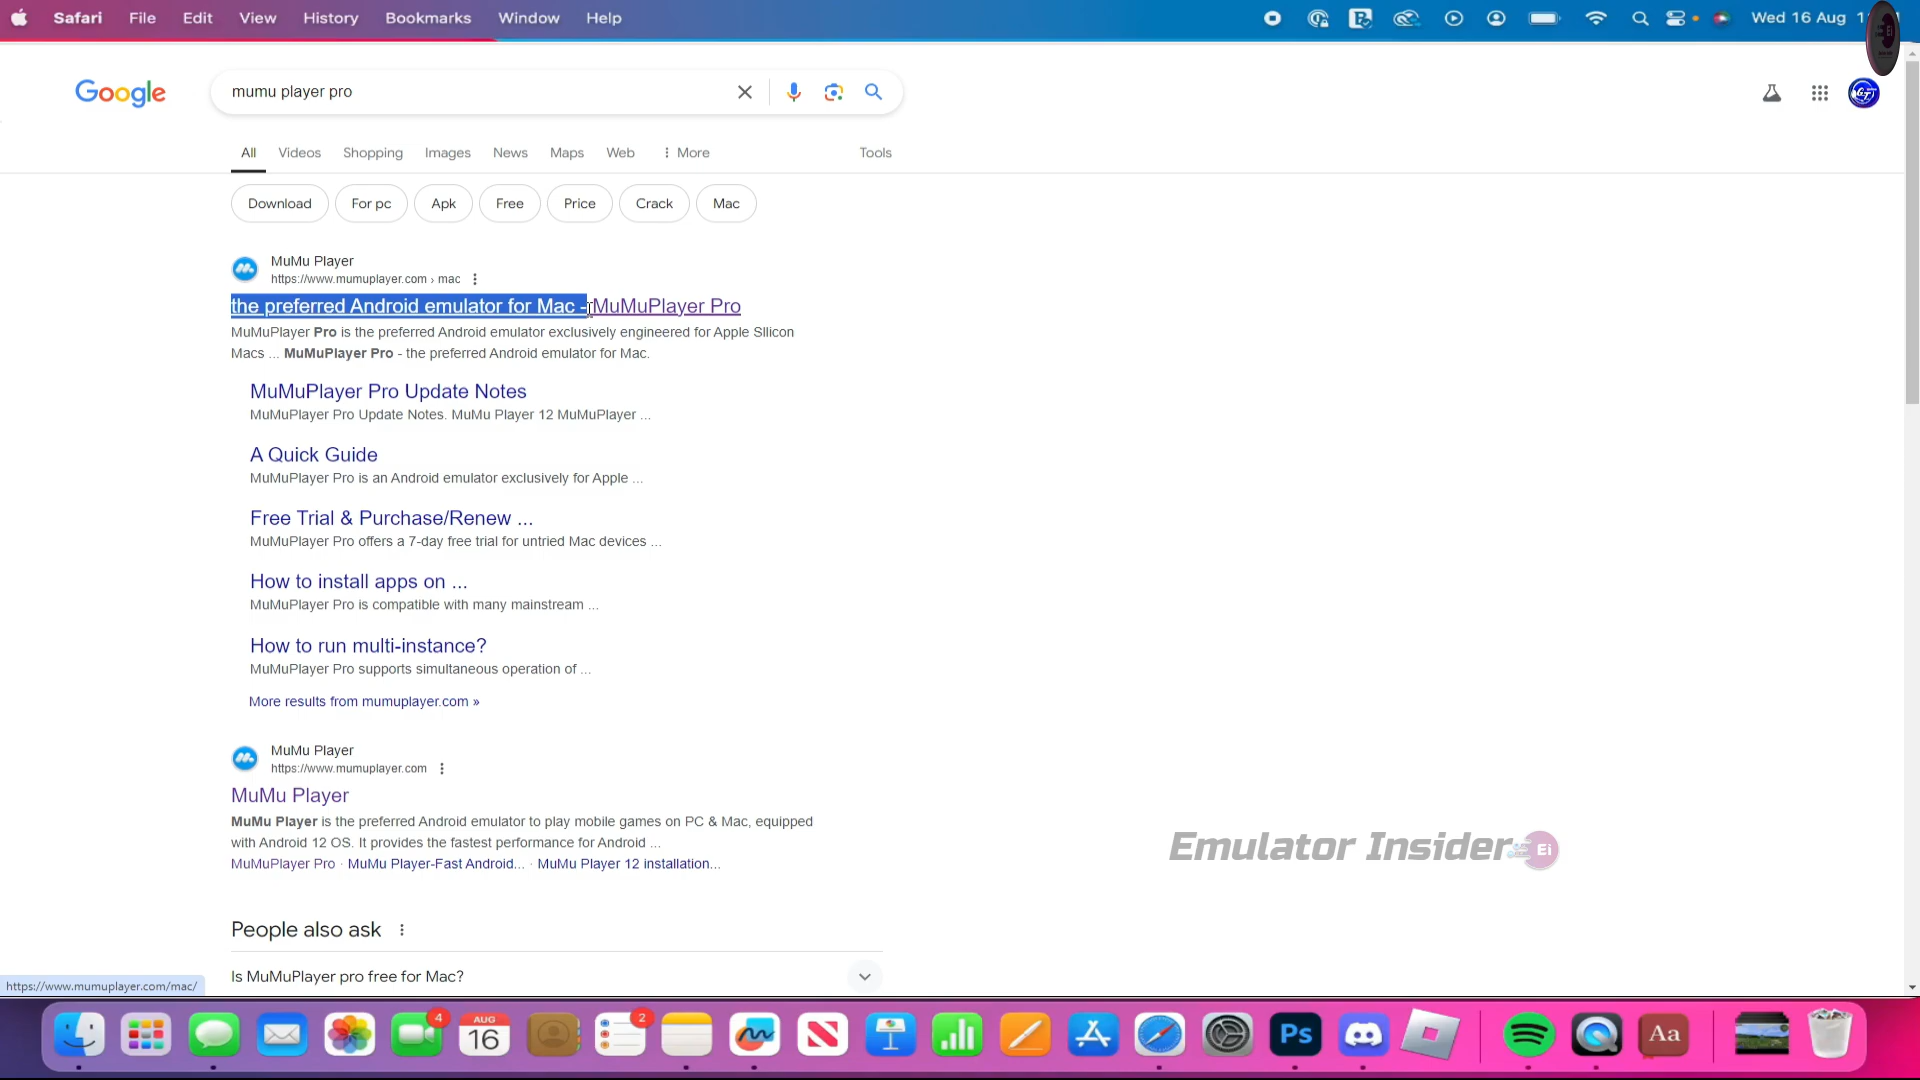 Safari File Edit View History Bookmarks Window Help Wed 16 Aug
Google mumu player pro
All Videos Shopping Images News Maps Web More Tools
Download For pc Apk Free Price Crack Mac
MuMu Player
https://www.mumuplayer.com › mac
the preferred Android emulator for Mac - MuMuPlayer Pro
MuMuPlayer Pro is the preferred Android emulator exclusively engineered for Apple SIlicon
Macs ... MuMuPlayer Pro - the preferred Android emulator for Mac.
MuMuPlayer Pro Update Notes
MuMuPlayer Pro Update Notes. MuMu Player 12 MuMuPlayer ...
A Quick Guide
MuMuPlayer Pro is an Android emulator exclusively for Apple ...
Free Trial & Purchase/Renew ...
MuMuPlayer Pro offers a 7-day free trial for untried Mac devices ...
How to install apps on ...
MuMuPlayer Pro is compatible with many mainstream ...
How to run multi-instance?
MuMuPlayer Pro supports simultaneous operation of ...
More results from mumuplayer.com »
MuMu Player
https://www.mumuplayer.com
MuMu Player
MuMu Player is the preferred Android emulator to play mobile games on PC & Mac, equipped
with Android 12 OS. It provides the fastest performance for Android ...
MuMuPlayer Pro · MuMu Player-Fast Android... · MuMu Player 12 installation...
Emulator Insider Ei
People also ask
Is MuMuPlayer pro free for Mac?
https://www.mumuplayer.com/mac/
4 AUG 16 2 Ps Aa